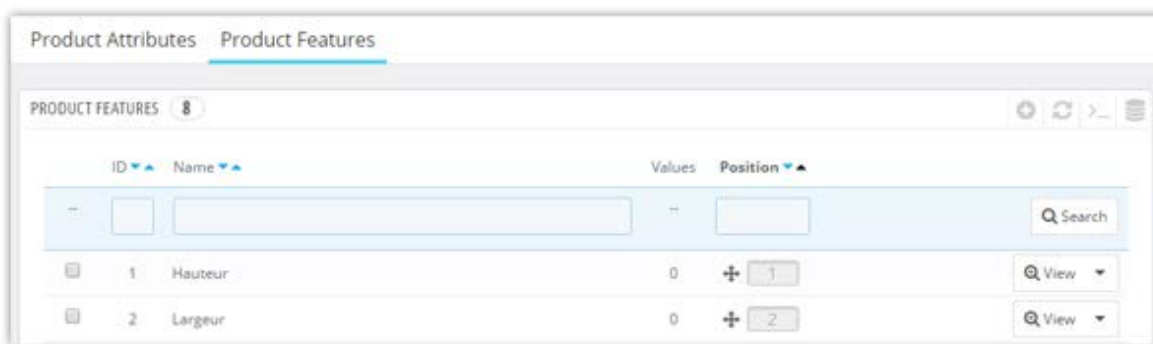 Product Attributes Product Features
PRODUCT FEATURES 8
ID Name Values Position
-- --
Search
1 Hauteur 0 1 View
2 Largeur 0 2 View